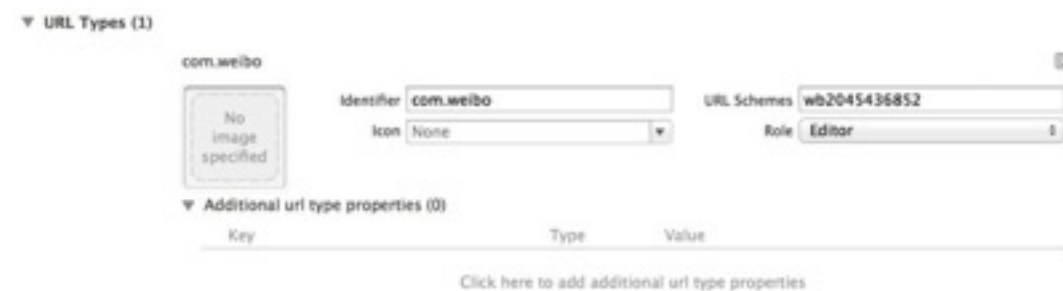 URL Types (1)
com.weibo
No image specified
Identifier com.weibo URL Schemes wb2045436852
Icon None Role Editor
Additional url type properties (0)
Key Type Value
Click here to add additional url type properties